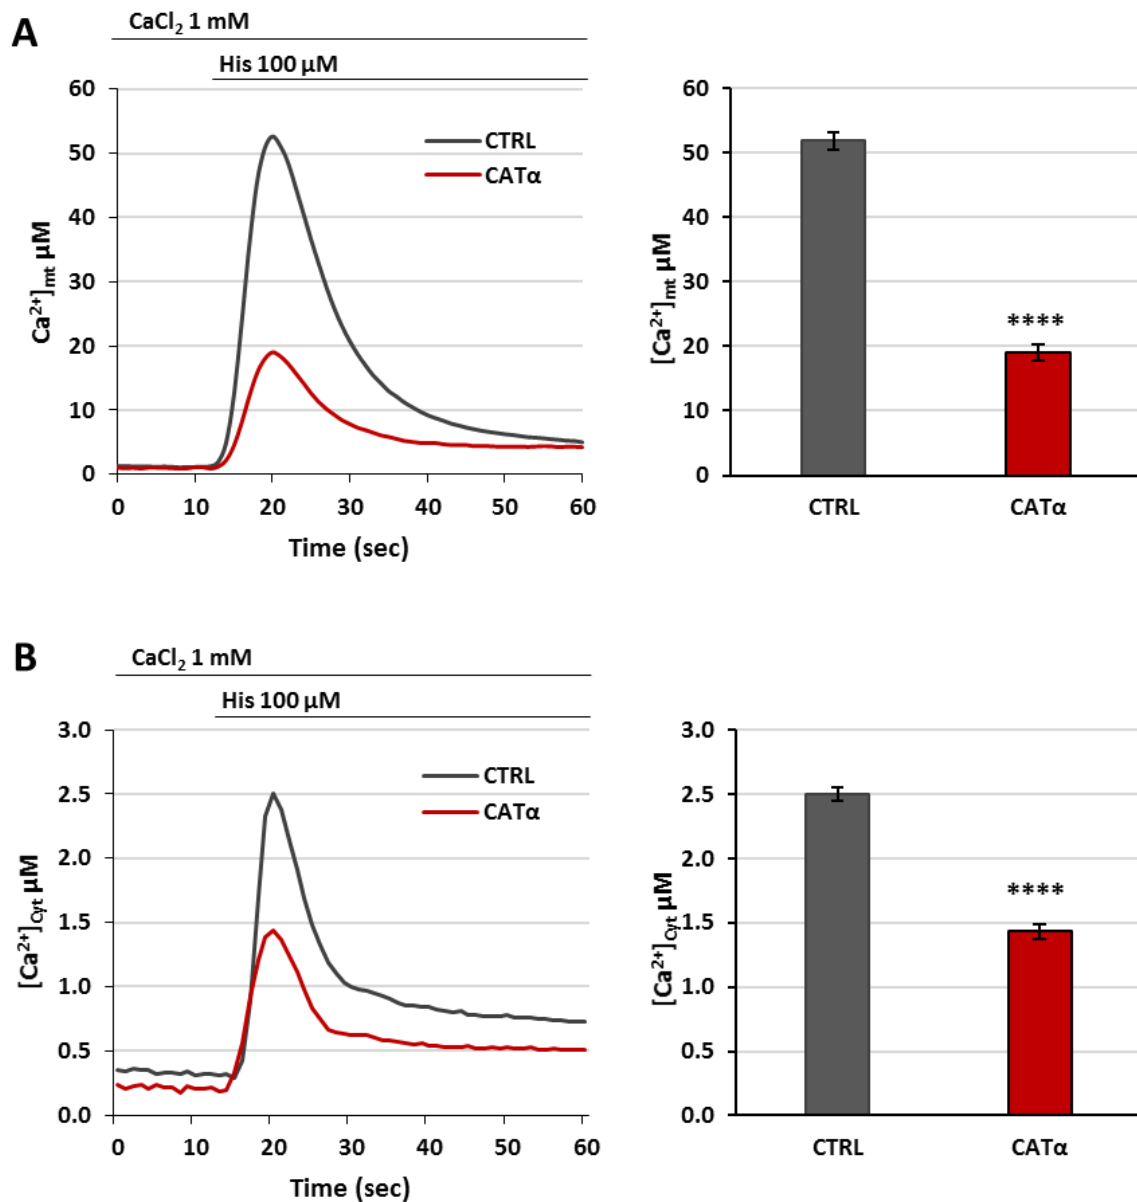 A
CaCl₂ 1 mM
His 100 µM
60
50
40
30
20
10
0
Ca²⁺]mt µM
CTRL
CATα
0 10 20 30 40 50 60
Time (sec)
60
50
40
30
20
10
0
[Ca²⁺]mt µM
****
CTRL CATα
B
CaCl₂ 1 mM
His 100 µM
3.0
2.5
2.0
1.5
1.0
0.5
0.0
[Ca²⁺]Cyt µM
CTRL
CATα
0 10 20 30 40 50 60
Time (sec)
3.0
2.5
2.0
1.5
1.0
0.5
0.0
[Ca²⁺]Cyt µM
****
CTRL CATα